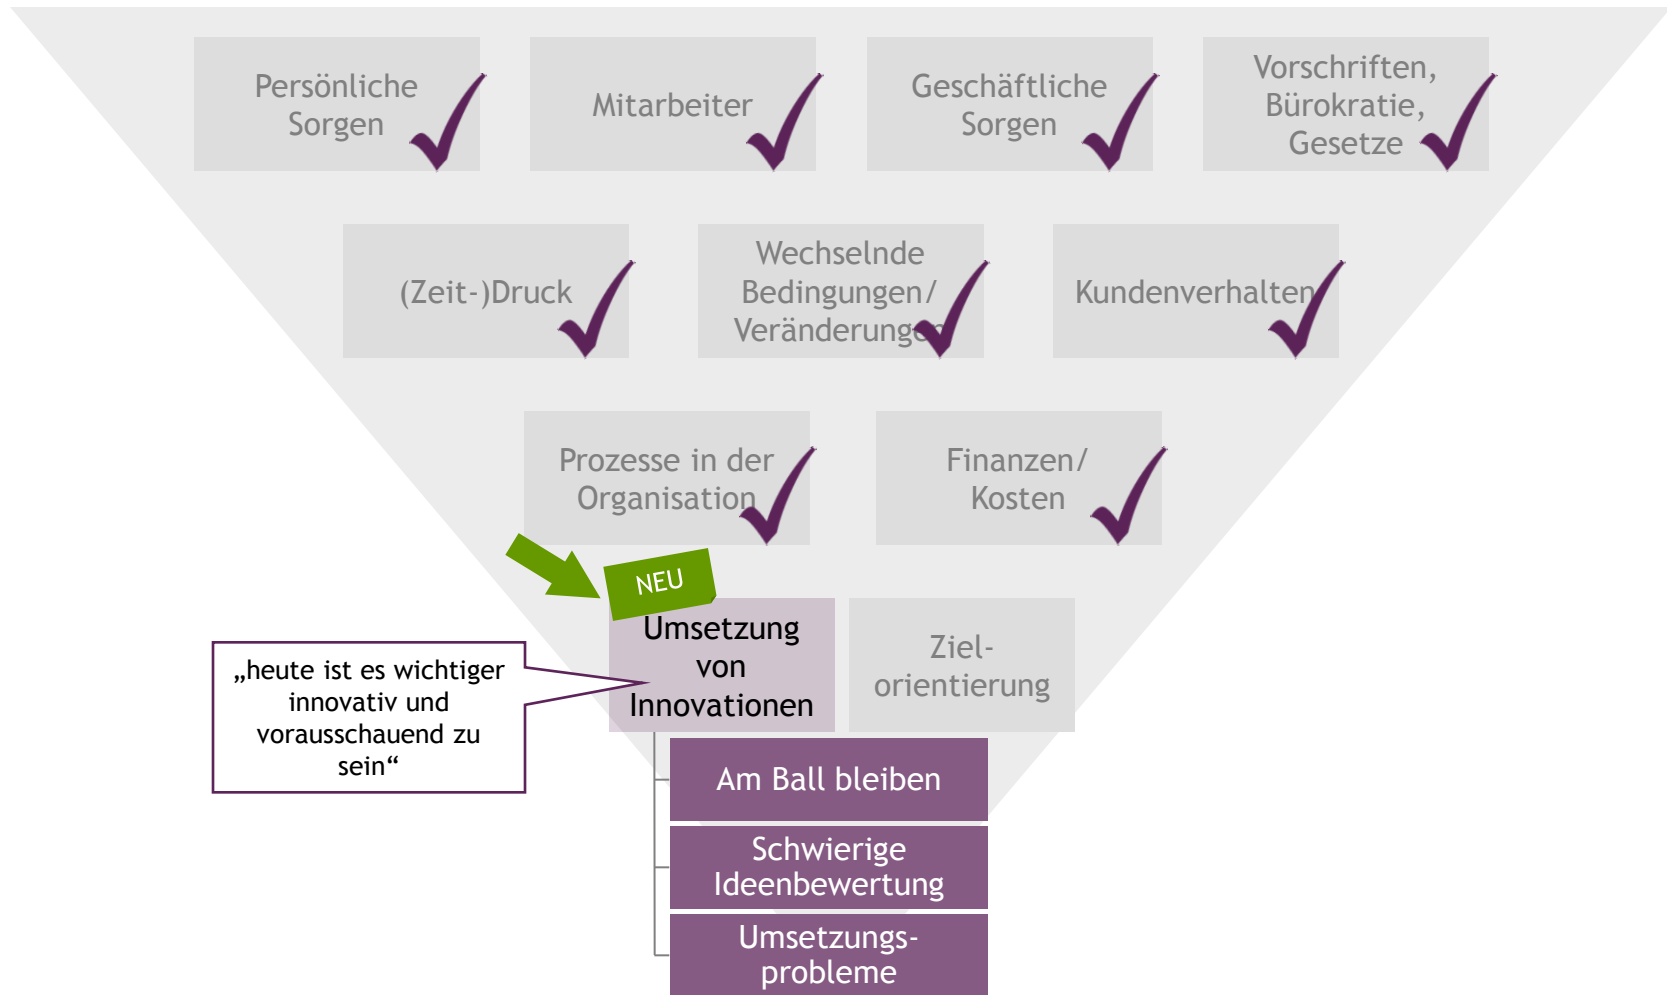 Persönliche
Sorgen
Mitarbeiter
Geschäftliche
Sorgen
Vorschriften,
Bürokratie,
Gesetze
(Zeit-)Druck
Wechselnde
Bedingungen/
Veränderungen
Kundenverhalten
Prozesse in der
Organisation
Finanzen/
Kosten
NEU
Umsetzung
von
Innovationen
Ziel-
orientierung
„heute ist es wichtiger
innovativ und
vorausschauend zu
sein“
Am Ball bleiben
Schwierige
Ideenbewertung
Umsetzungs-
probleme